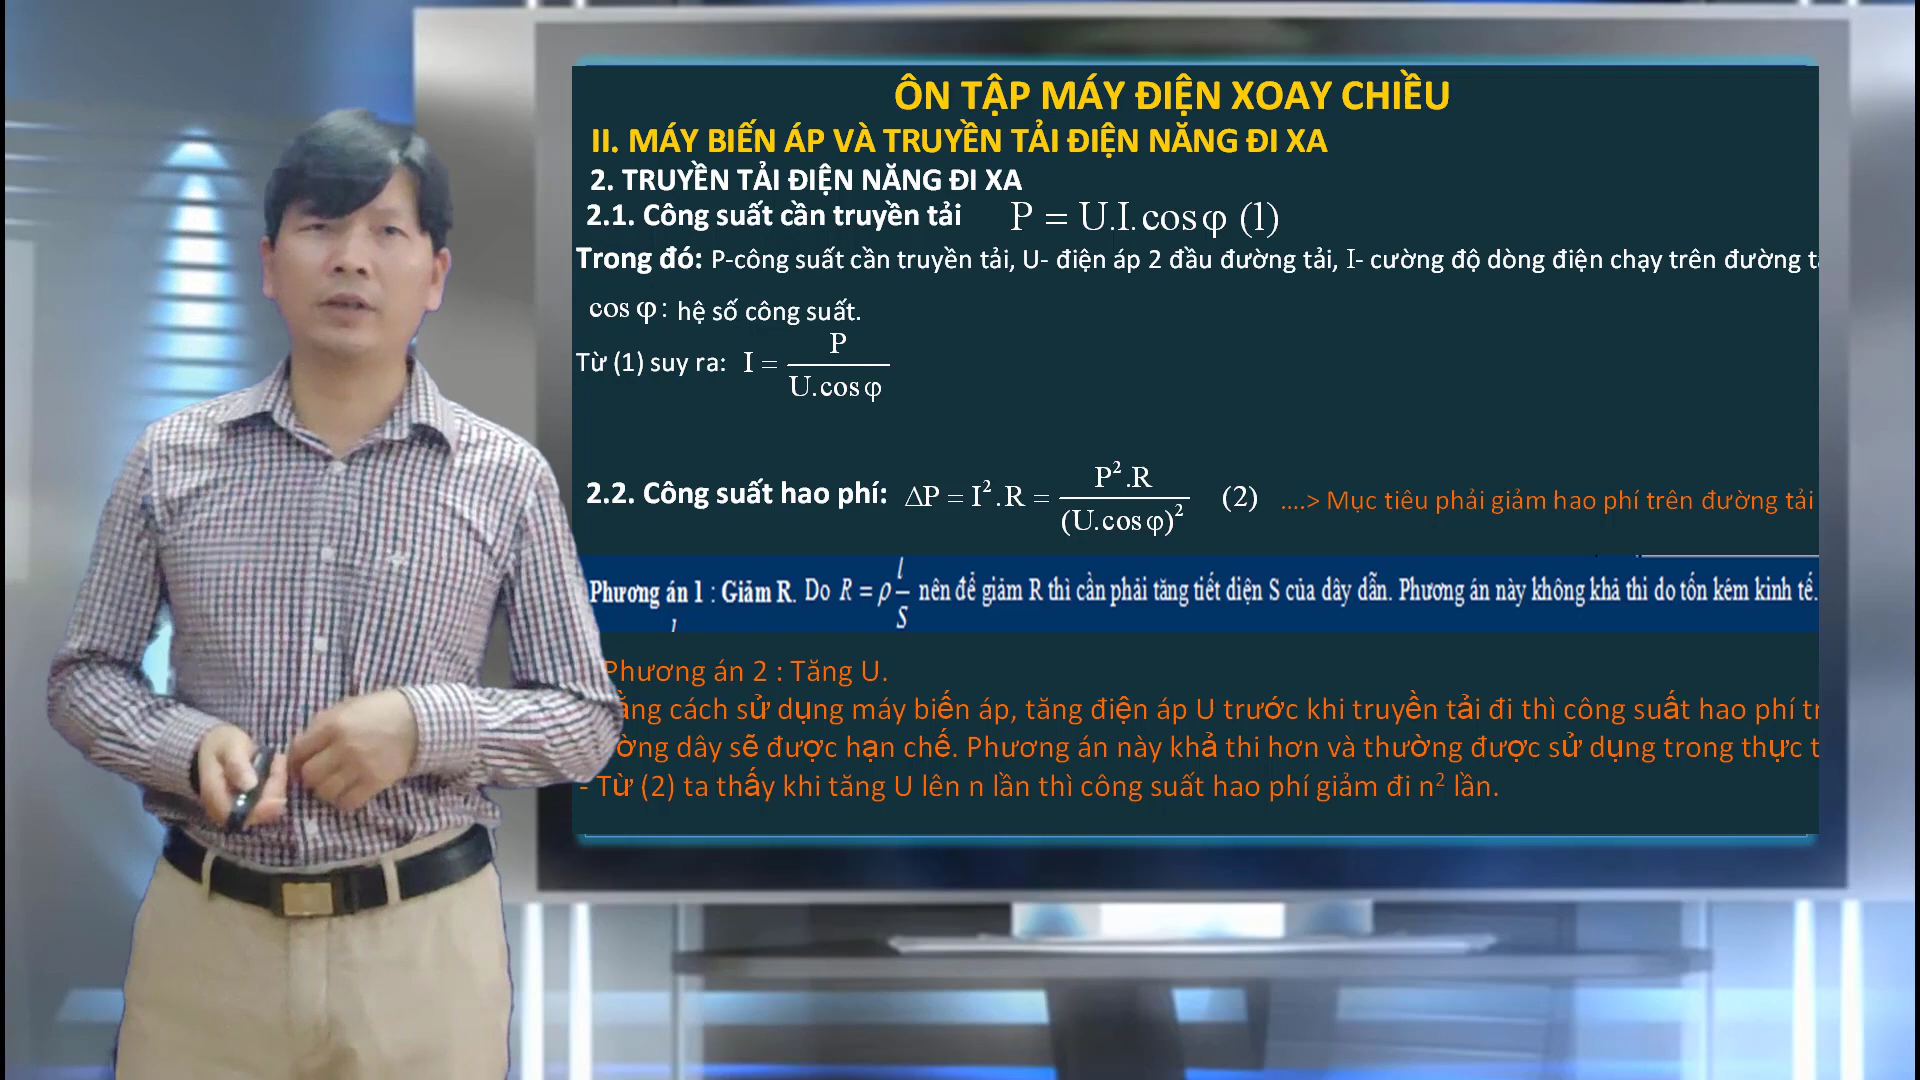 ÔN TẬP MÁY ĐIỆN XOAY CHIỀU
II. MÁY BIẾN ÁP VÀ TRUYỀN TẢI ĐIỆN NĂNG ĐI XA
2. TRUYỀN TẢI ĐIỆN NĂNG ĐI XA
2.1. Công suất cần truyền tải P = U.I.cosφ (1)
Trong đó: P-công suất cần truyền tải, U- điện áp 2 đầu đường tải, I- cường độ dòng điện chạy trên đường
cosφ: hệ số công suất.
Từ (1) suy ra: I = P / U.cosφ
2.2. Công suất hao phí: ΔP = I².R = P².R / (U.cosφ)² (2) ....> Mục tiêu phải giảm hao phí trên đường tải
Phương án 1 : Giảm R. Do R = ρ l/S nên để giảm R thì cần phải tăng tiết diện S của dây dẫn. Phương án này không khả thi do tốn kém kinh tế.
Phương án 2 : Tăng U.
cách sử dụng máy biến áp, tăng điện áp U trước khi truyền tải đi thì công suất hao phí
dây sẽ được hạn chế. Phương án này khả thi hơn và thường được sử dụng trong thực
- Từ (2) ta thấy khi tăng U lên n lần thì công suất hao phí giảm đi n² lần.